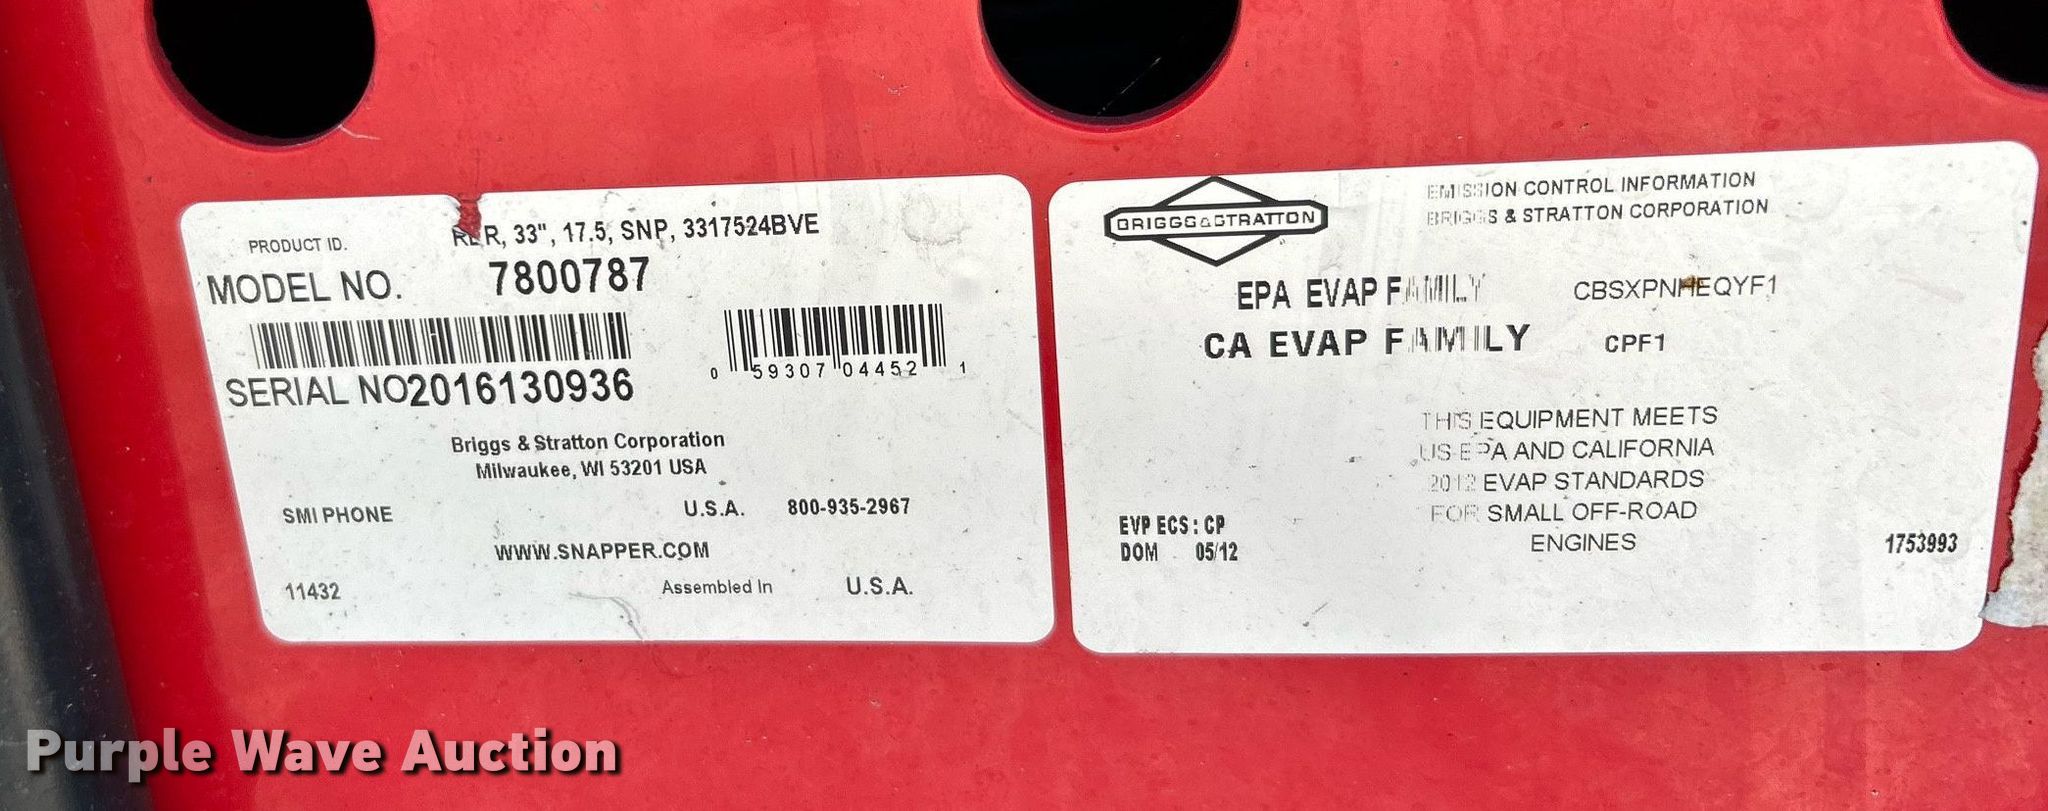 PRODUCT ID. RER, 33", 17.5, SNP, 3317524BVE
MODEL NO. 7800787
SERIAL NO2016130936
0 59307 04452 1
Briggs & Stratton Corporation
Milwaukee, WI 53201 USA
SMI PHONE U.S.A. 800-935-2967
WWW.SNAPPER.COM
11432 Assembled In U.S.A.
BRIGGS&STRATTON
EMISSION CONTROL INFORMATION
BRIGGS & STRATTON CORPORATION
EPA EVAP FAMILY CBSXPNHEQYF1
CA EVAP FAMILY CPF1
THIS EQUIPMENT MEETS
US EPA AND CALIFORNIA
2012 EVAP STANDARDS
FOR SMALL OFF-ROAD
ENGINES
EVP ECS: CP
DOM 05/12
1753993
Purple Wave Auction